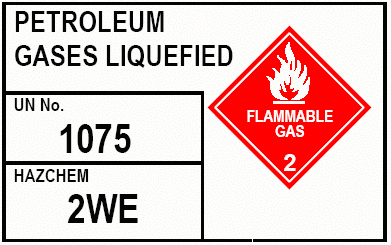 PETROLEUM
GASES LIQUEFIED
UN No.
1075
HAZCHEM
2WE
FLAMMABLE
GAS
2